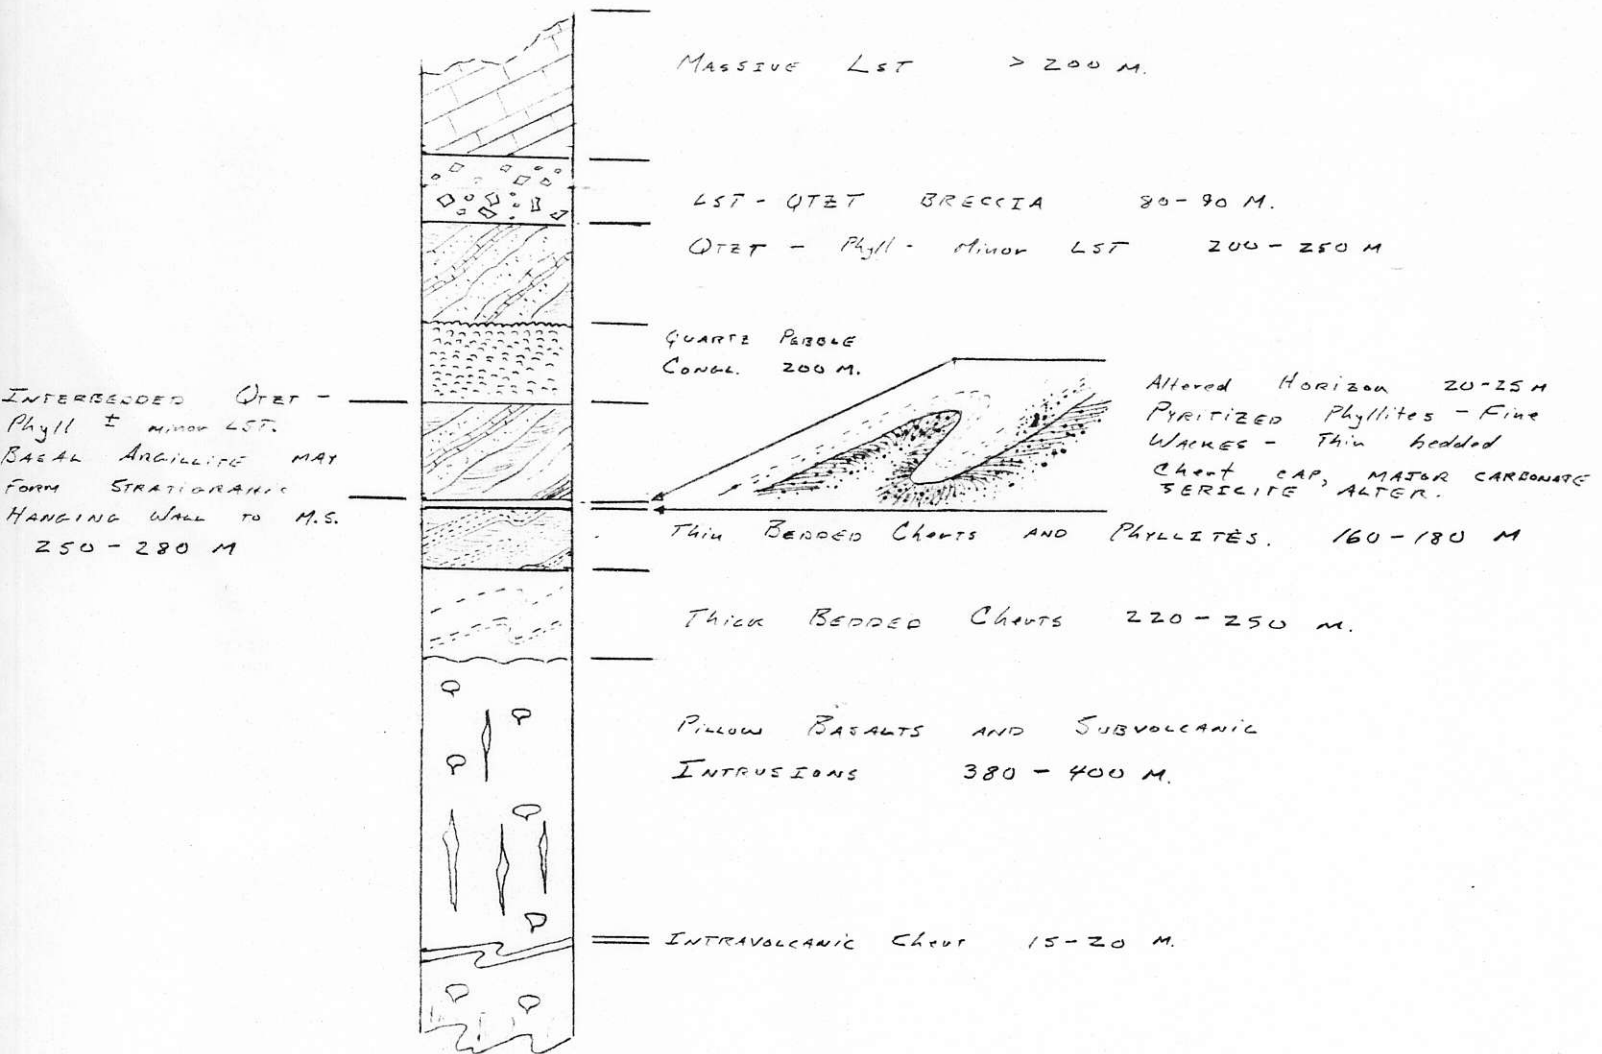 MASSIVE LST > 200 M.
LST - QTZT BRECCIA 80-90 M.
QTZT - Phyll - Minor LST 200-250 M
QUARTZ PEBBLE
CONGL. 200 M.
INTERBEDDED QTZT -
Phyll ± minor LST.
BASAL ARGILLITE MAY
FORM STRATIGRAHIC
HANGING WALL TO M.S.
250-280 M
Altered Horizon 20-25 M
PYRITIZED Phyllites - Fine
WACKES - Thin bedded
Chert CAP, MAJOR CARBONATE
SERICITE ALTER.
Thin BEDDED Cherts AND PHYLLITES. 160-180 M
Thick BEDDED Cherts 220-250 M.
PILLOW BASALTS AND SUBVOLCANIC
INTRUSIONS 380-400 M.
INTRAVOLCANIC Chert 15-20 M.